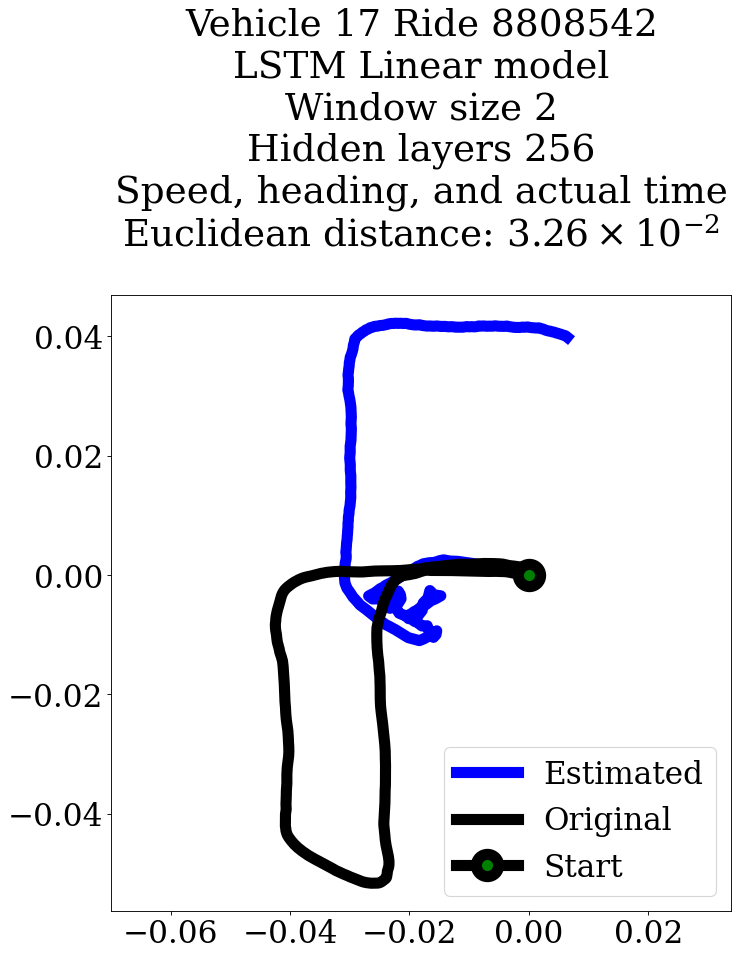 Vehicle 17 Ride 8808542
LSTM Linear model
Window size 2
Hidden layers 256
Speed, heading, and actual time
Euclidean distance: 3.26 × 10⁻²
0.04
0.02
0.00
−0.02
−0.04
Estimated
Original
Start
−0.06 −0.04 −0.02 0.00 0.02